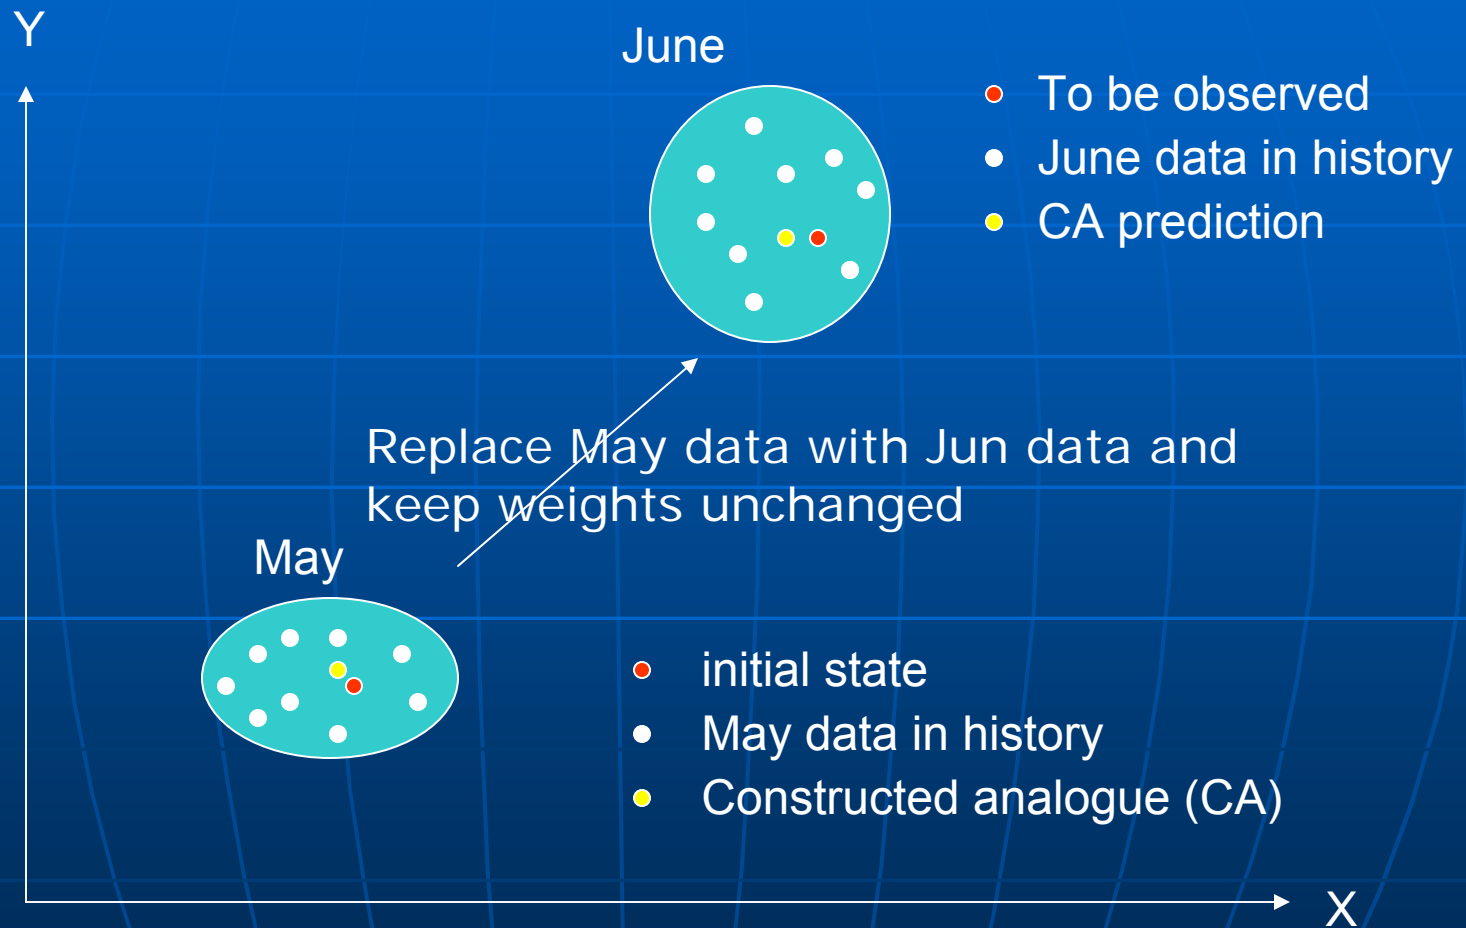 Y
June
To be observed
June data in history
CA prediction
Replace May data with Jun data and
keep weights unchanged
May
initial state
May data in history
Constructed analogue (CA)
X